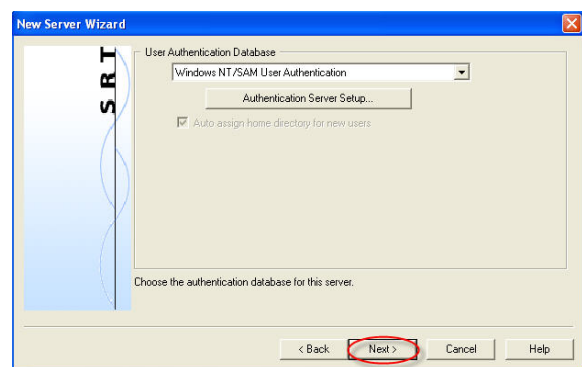 New Server Wizard
SRT
User Authentication Database
Windows NT/SAM User Authentication
Authentication Server Setup...
Auto assign home directory for new users
Choose the authentication database for this server.
< Back Next > Cancel Help